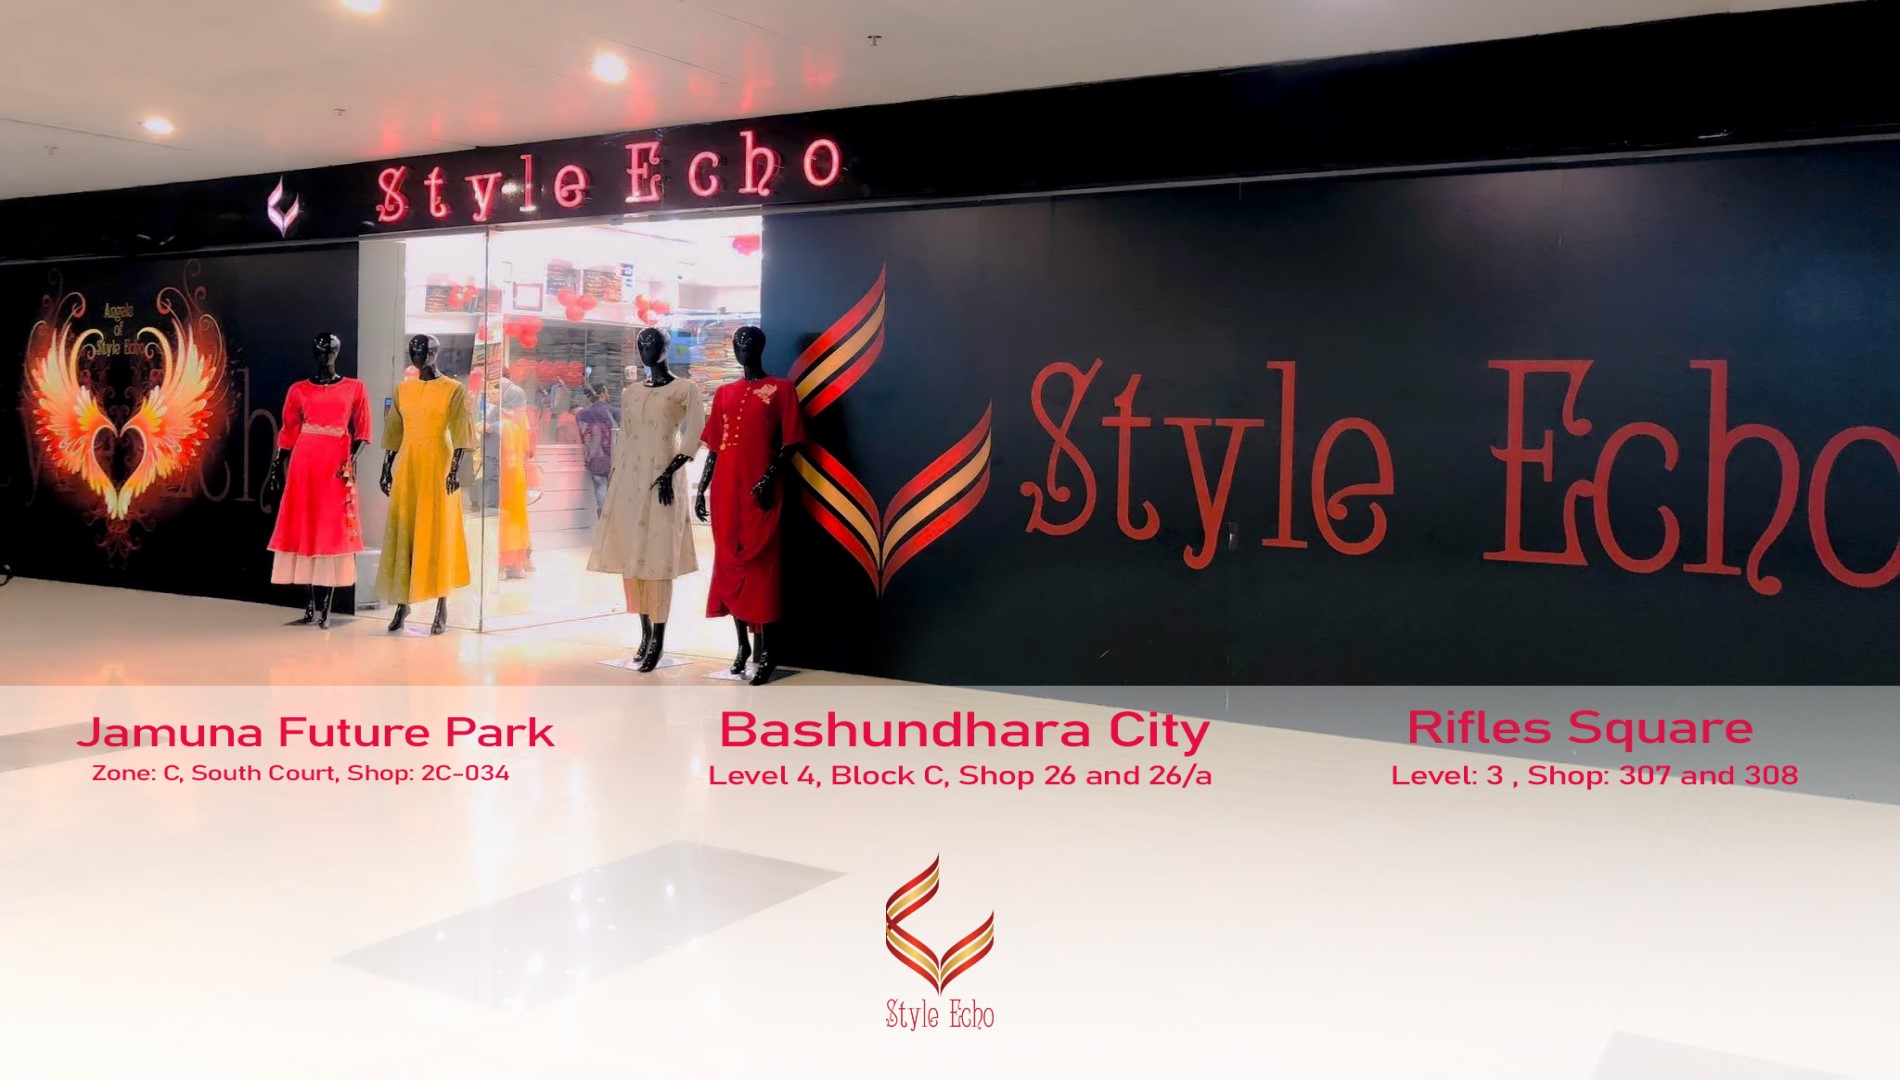 Style Echo
Angels
of
Style Echo
Style Echo
Jamuna Future Park
Zone: C, South Court, Shop: 2C-034
Bashundhara City
Level 4, Block C, Shop 26 and 26/a
Rifles Square
Level: 3 , Shop: 307 and 308
Style Echo